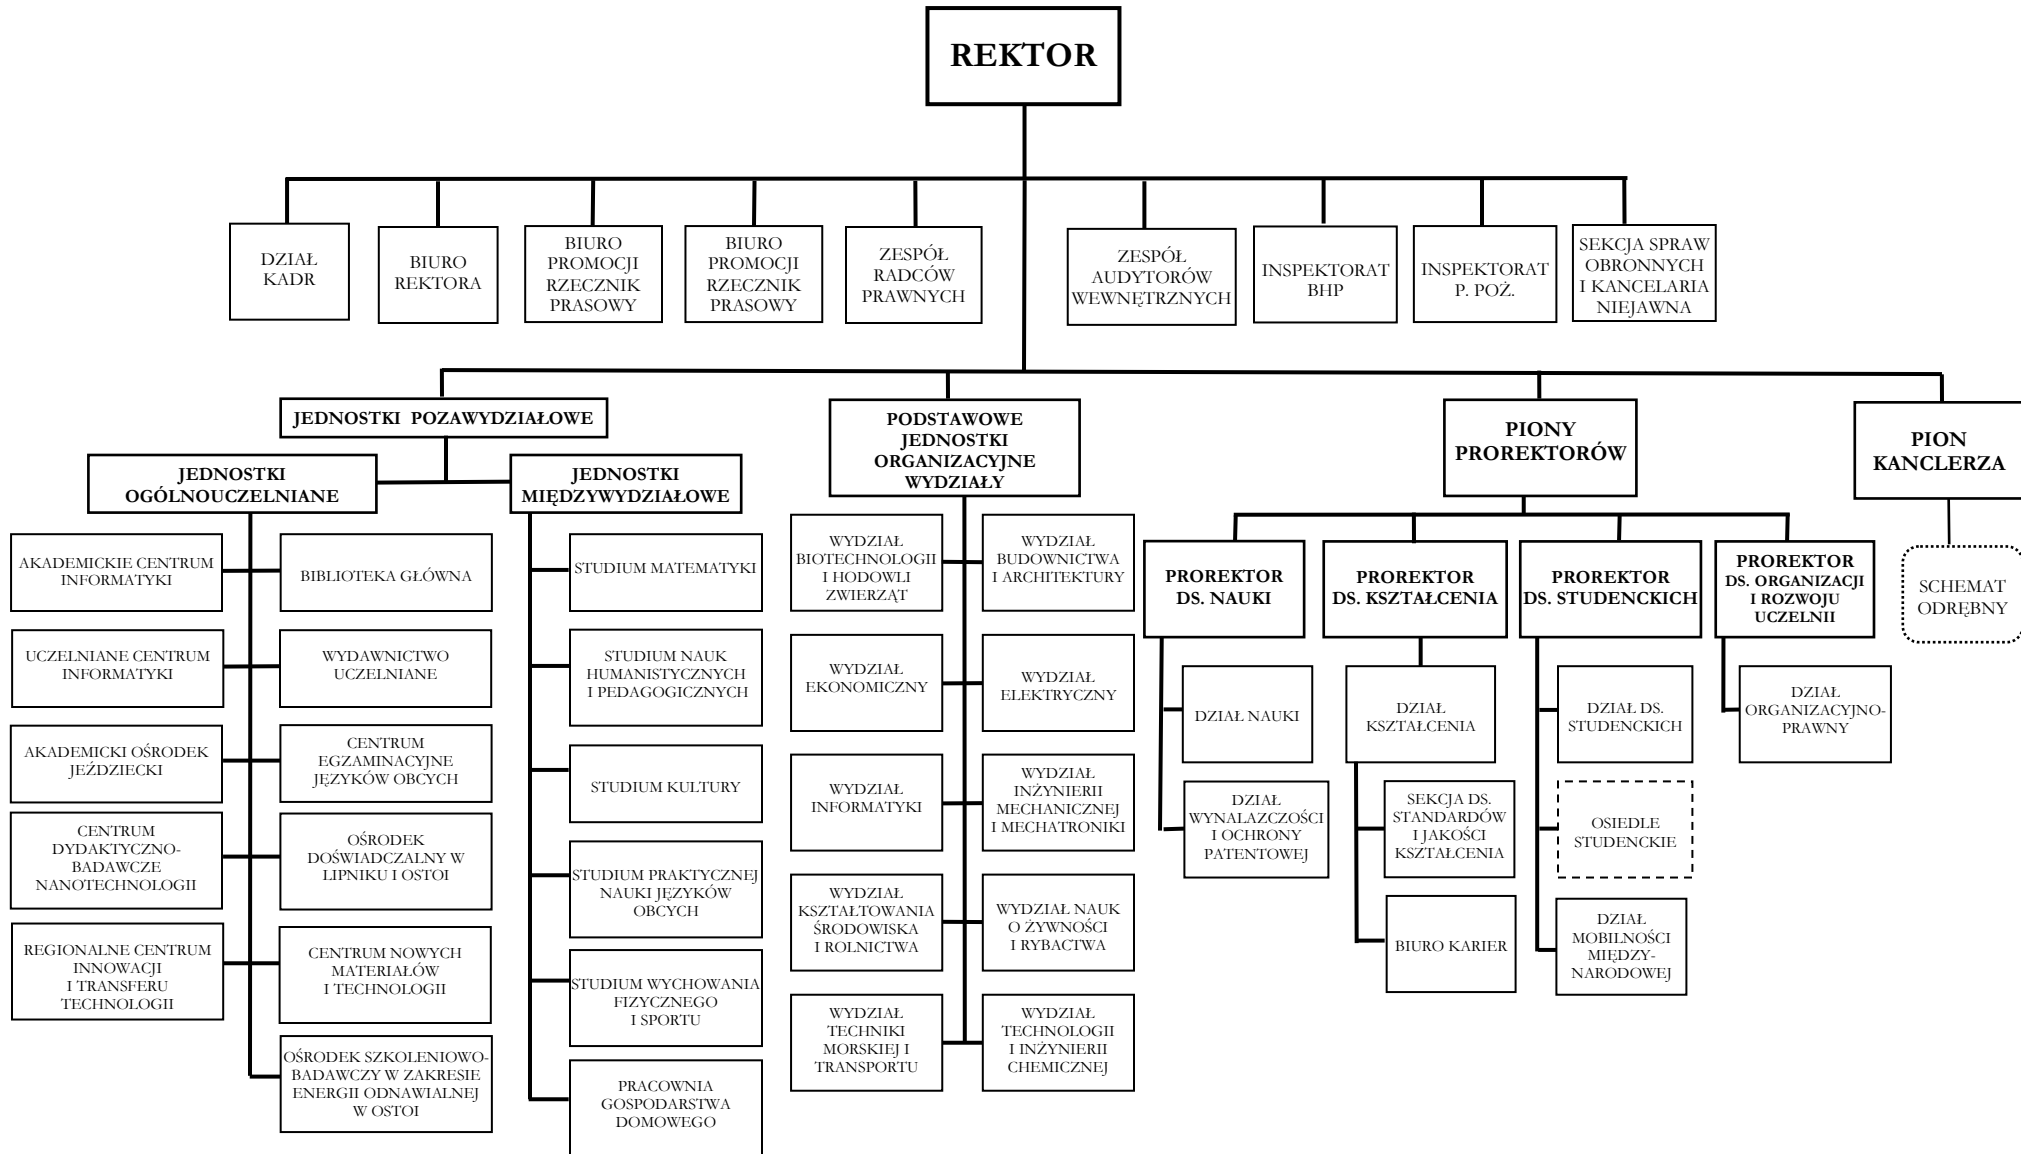 REKTOR
DZIAŁ
KADR
BIURO
REKTORA
BIURO
PROMOCJI
RZECZNIK
PRASOWY
BIURO
PROMOCJI
RZECZNIK
PRASOWY
ZESPÓŁ
RADCÓW
PRAWNYCH
ZESPÓŁ
AUDYTORÓW
WEWNĘTRZNYCH
INSPEKTORAT
BHP
INSPEKTORAT
P. POŻ.
SEKCJA SPRAW
OBRONNYCH
I KANCELARIA
NIEJAWNA
JEDNOSTKI POZAWYDZIAŁOWE
JEDNOSTKI
OGÓLNOUCZELNIANE
JEDNOSTKI
MIĘDZYWYDZIAŁOWE
PODSTAWOWE
JEDNOSTKI
ORGANIZACYJNE
WYDZIAŁY
PIONY
PROREKTORÓW
PION
KANCLERZA
AKADEMICKIE CENTRUM
INFORMATYKI
BIBLIOTEKA GŁÓWNA
UCZELNIANE CENTRUM
INFORMATYKI
WYDAWNICTWO
UCZELNIANE
AKADEMICKI OŚRODEK
JEŹDZIECKI
CENTRUM
EGZAMINACYJNE
JĘZYKÓW OBCYCH
CENTRUM
DYDAKTYCZNO-
BADAWCZE
NANOTECHNOLOGII
OŚRODEK
DOŚWIADCZALNY W
LIPNIKU I OSTOI
REGIONALNE CENTRUM
INNOWACJI
I TRANSFERU
TECHNOLOGII
CENTRUM NOWYCH
MATERIAŁÓW
I TECHNOLOGII
OŚRODEK SZKOLENIOWO-
BADAWCZY W ZAKRESIE
ENERGII ODNAWIALNEJ
W OSTOI
STUDIUM MATEMATYKI
STUDIUM NAUK
HUMANISTYCZNYCH
I PEDAGOGICZNYCH
STUDIUM KULTURY
STUDIUM PRAKTYCZNEJ
NAUKI JĘZYKÓW
OBCYCH
STUDIUM WYCHOWANIA
FIZYCZNEGO
I SPORTU
PRACOWNIA
GOSPODARSTWA
DOMOWEGO
WYDZIAŁ
BIOTECHNOLOGII
I HODOWLI
ZWIERZĄT
WYDZIAŁ
BUDOWNICTWA
I ARCHITEKTURY
WYDZIAŁ
EKONOMICZNY
WYDZIAŁ
ELEKTRYCZNY
WYDZIAŁ
INFORMATYKI
WYDZIAŁ
INŻYNIERII
MECHANICZNEJ
I MECHATRONIKI
WYDZIAŁ
KSZTAŁTOWANIA
ŚRODOWISKA
I ROLNICTWA
WYDZIAŁ NAUK
O ŻYWNOŚCI
I RYBACTWA
WYDZIAŁ
TECHNIKI
MORSKIEJ I
TRANSPORTU
WYDZIAŁ
TECHNOLOGII
I INŻYNIERII
CHEMICZNEJ
PROREKTOR
DS. NAUKI
PROREKTOR
DS. KSZTAŁCENIA
PROREKTOR
DS. STUDENCKICH
PROREKTOR
DS. ORGANIZACJI
I ROZWOJU
UCZELNII
SCHEMAT
ODRĘBNY
DZIAŁ NAUKI
DZIAŁ
WYNALAZCZOŚCI
I OCHRONY
PATENTOWEJ
DZIAŁ
KSZTAŁCENIA
SEKCJA DS.
STANDARDÓW
I JAKOŚCI
KSZTAŁCENIA
BIURO KARIER
DZIAŁ DS.
STUDENCKICH
OSIEDLE
STUDENCKIE
DZIAŁ
MOBILNOŚCI
MIĘDZY-
NARODOWEJ
DZIAŁ
ORGANIZACYJNO-
PRAWNY